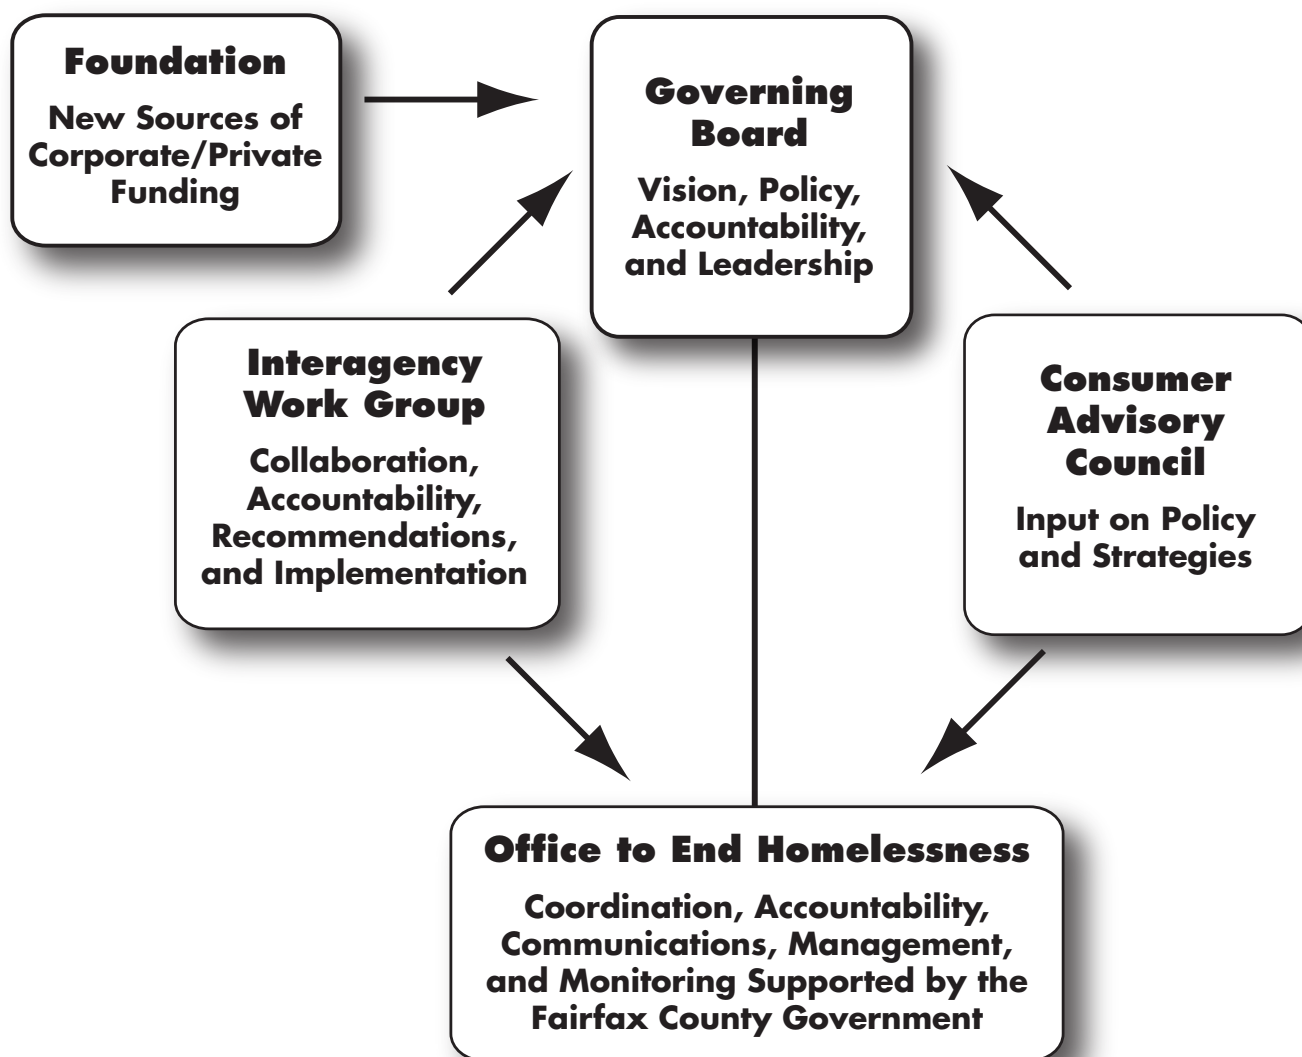 Foundation
New Sources of
Corporate/Private
Funding
Governing
Board
Vision, Policy,
Accountability,
and Leadership
Interagency
Work Group
Collaboration,
Accountability,
Recommendations,
and Implementation
Consumer
Advisory
Council
Input on Policy
and Strategies
Office to End Homelessness
Coordination, Accountability,
Communications, Management,
and Monitoring Supported by the
Fairfax County Government